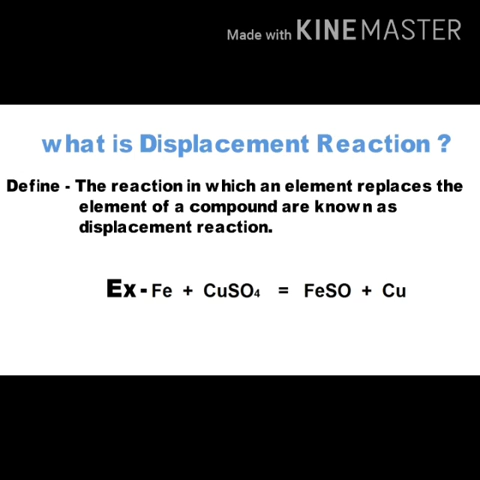 Made with KINEMASTER
what is Displacement Reaction ?
Define - The reaction in which an element replaces the
element of a compound are known as
displacement reaction.
Ex - Fe + CuSO₄ = FeSO + Cu